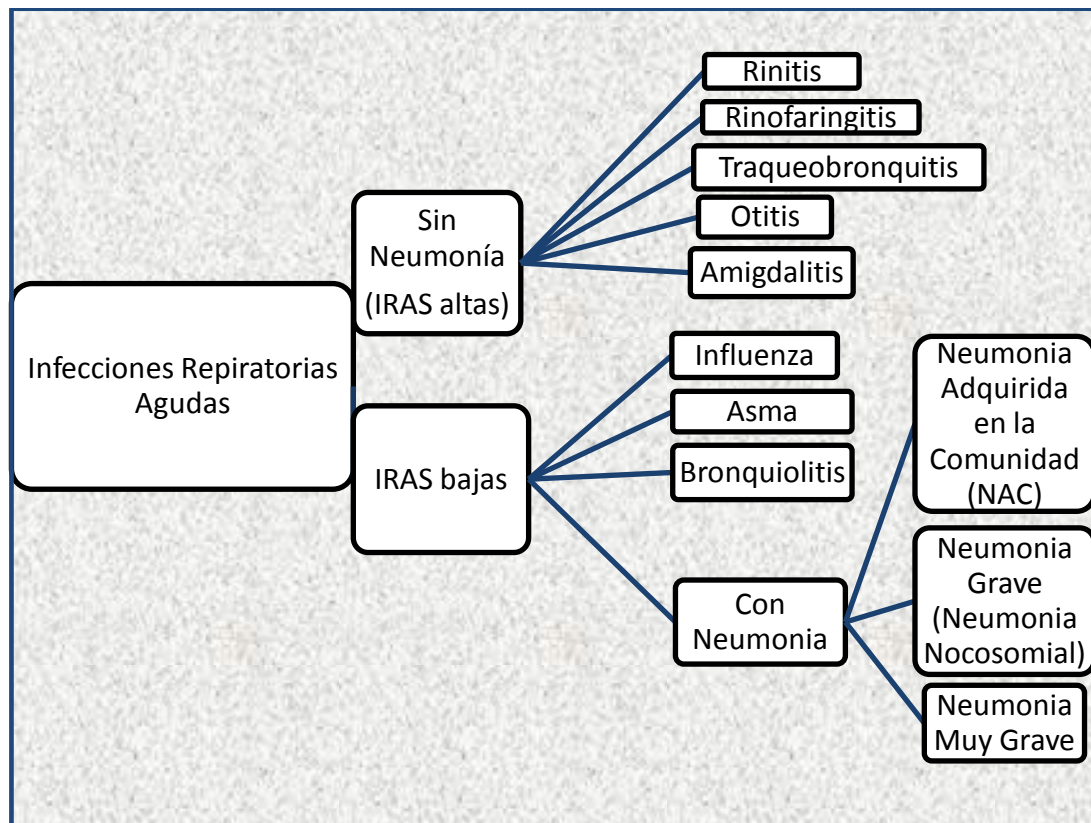 Infecciones Repiratorias
Agudas
Sin
Neumonía
(IRAS altas)
Rinitis
Rinofaringitis
Traqueobronquitis
Otitis
Amigdalitis
IRAS bajas
Influenza
Asma
Bronquiolitis
Con
Neumonia
Neumonia
Adquirida
en la
Comunidad
(NAC)
Neumonia
Grave
(Neumonia
Nocosomial)
Neumonia
Muy Grave